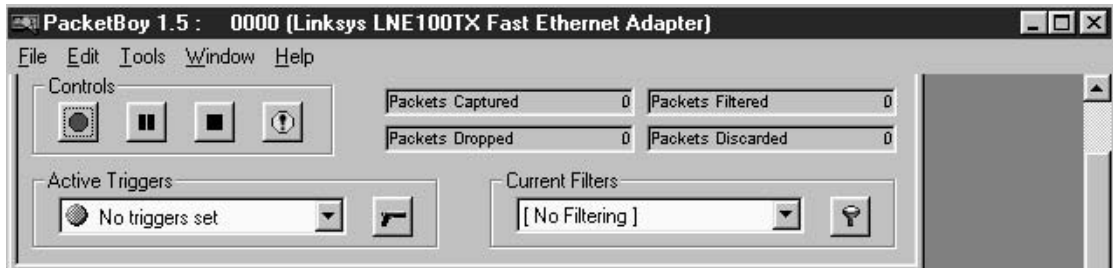 PacketBoy 1.5 : 0000 (Linksys LNE100TX Fast Ethernet Adapter)
File Edit Tools Window Help
Controls
Packets Captured 0 Packets Filtered 0
Packets Dropped 0 Packets Discarded 0
Active Triggers Current Filters
No triggers set [ No Filtering ]